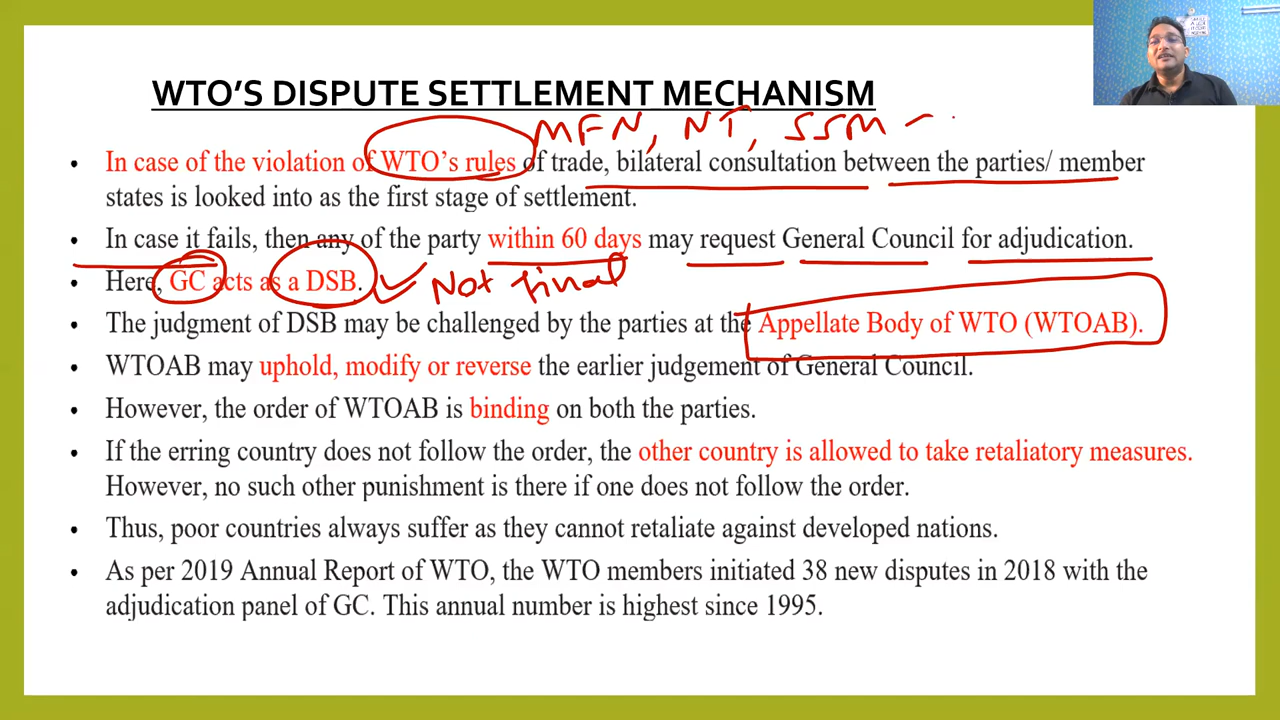 WTO'S DISPUTE SETTLEMENT MECHANISM
MFN, NT, SSM -
• In case of the violation of WTO's rules of trade, bilateral consultation between the parties/ member
states is looked into as the first stage of settlement.
• In case it fails, then any of the party within 60 days may request General Council for adjudication.
• Here, GC acts as a DSB. Not final
• The judgment of DSB may be challenged by the parties at the Appellate Body of WTO (WTOAB).
• WTOAB may uphold, modify or reverse the earlier judgement of General Council.
• However, the order of WTOAB is binding on both the parties.
• If the erring country does not follow the order, the other country is allowed to take retaliatory measures.
However, no such other punishment is there if one does not follow the order.
• Thus, poor countries always suffer as they cannot retaliate against developed nations.
• As per 2019 Annual Report of WTO, the WTO members initiated 38 new disputes in 2018 with the
adjudication panel of GC. This annual number is highest since 1995.